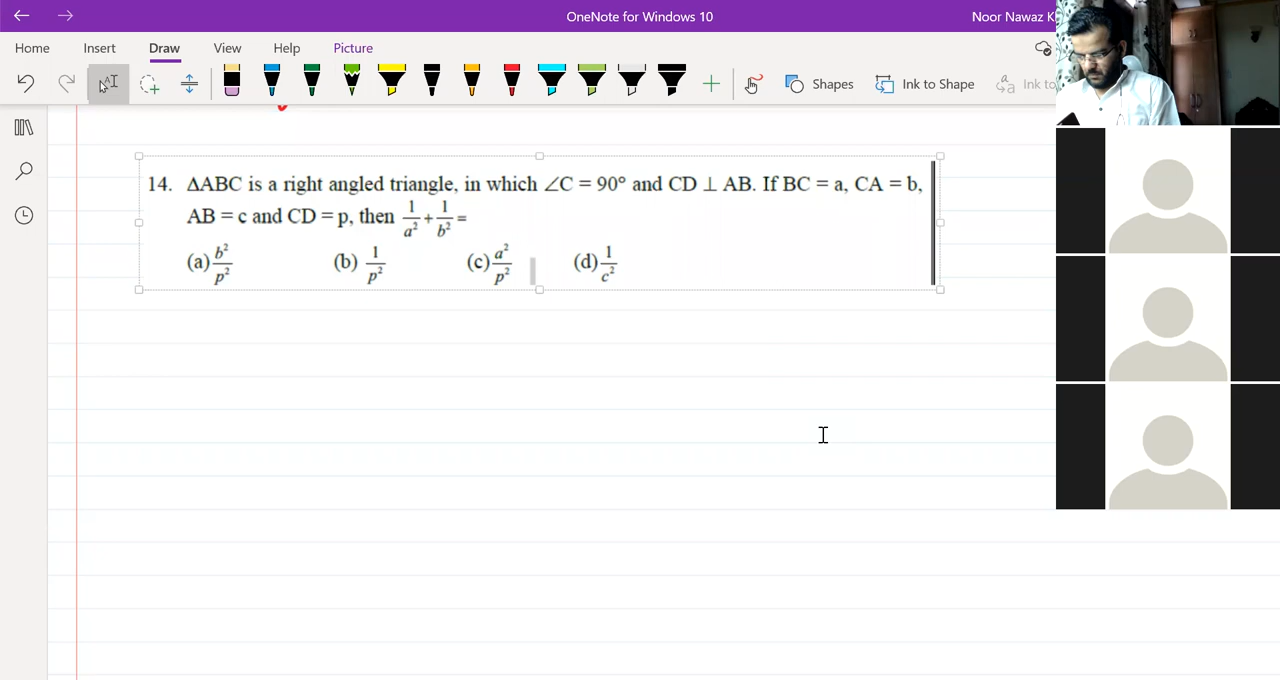 OneNote for Windows 10
Noor Nawaz K
Home Insert Draw View Help Picture
Shapes Ink to Shape Ink to
14. ΔABC is a right angled triangle, in which ∠C = 90° and CD ⊥ AB. If BC = a, CA = b,
AB = c and CD = p, then 1/a² + 1/b² =
(a) b²/p² (b) 1/p² (c) a²/p² (d) 1/c²